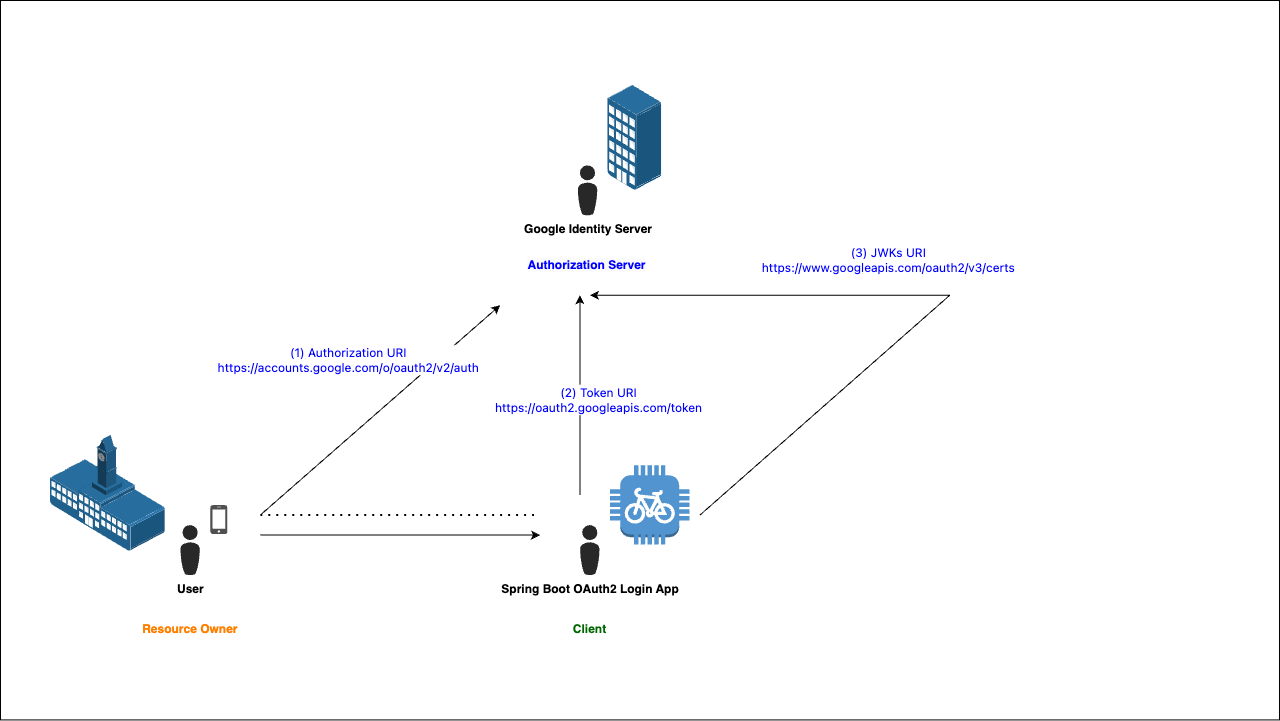 Google Identity Server
Authorization Server
(3) JWKs URI
https://www.googleapis.com/oauth2/v3/certs
(1) Authorization URI
https://accounts.google.com/o/oauth2/v2/auth
(2) Token URI
https://oauth2.googleapis.com/token
User
Resource Owner
Spring Boot OAuth2 Login App
Client